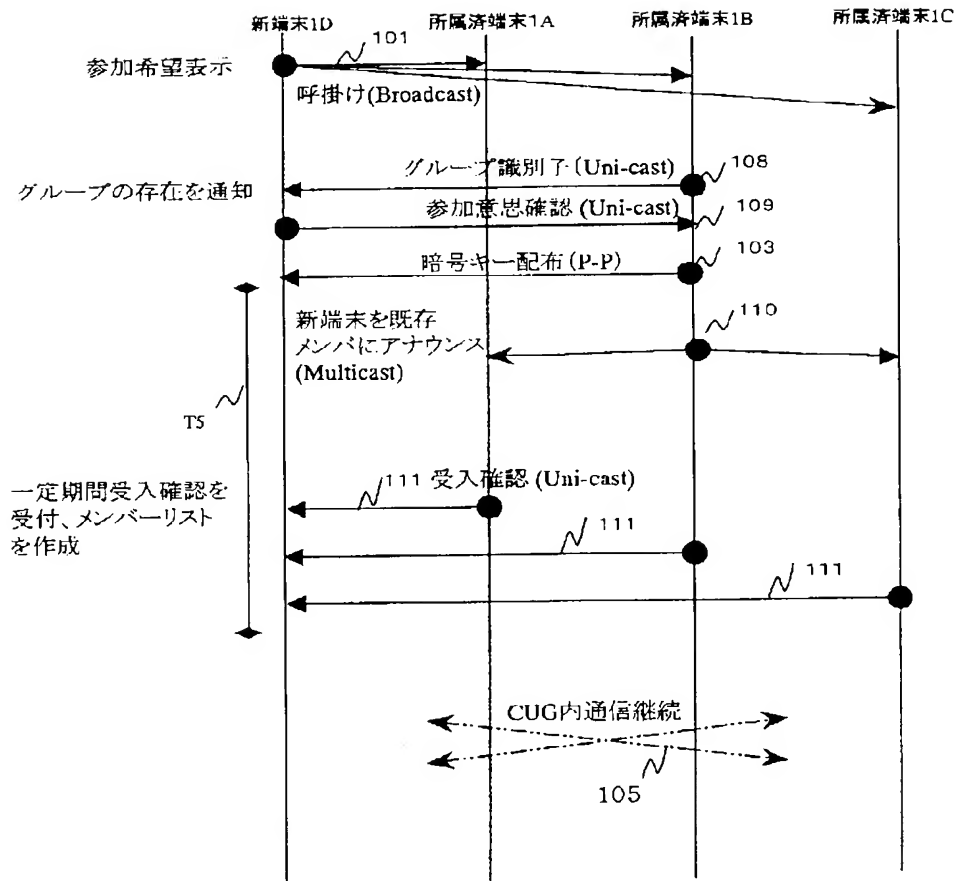 新端末1D
所属済端末1A
所属済端末1B
所属済端末1C
101
参加希望表示
呼掛け(Broadcast)
グループ識別子(Uni-cast)
108
グループの存在を通知
参加意思確認 (Uni-cast)
109
暗号キー配布(P-P)
103
新端末を既存
メンバにアナウンス
(Multicast)
110
T5
111 受入確認 (Uni-cast)
一定期間受入確認を
受付、メンバーリスト
を作成
111
111
CUG内通信継続
105